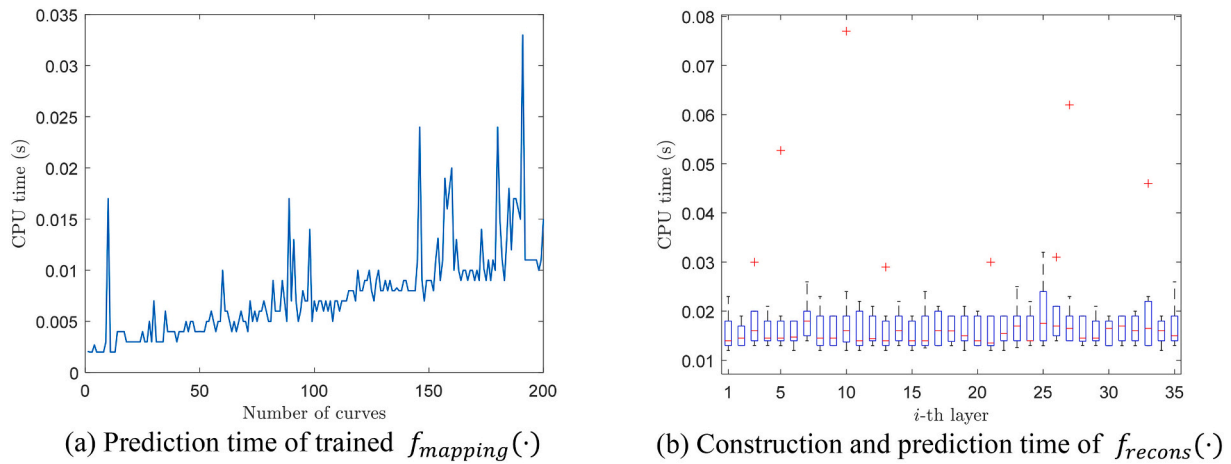 0.035
0.03
0.025
0.02
0.015
0.01
0.005
0
CPU time (s)
0 50 100 150 200
Number of curves
(a) Prediction time of trained f_mapping(·)
0.08
0.07
0.06
0.05
0.04
0.03
0.02
0.01
CPU time (s)
1 5 10 15 20 25 30 35
i-th layer
(b) Construction and prediction time of f_recons(·)